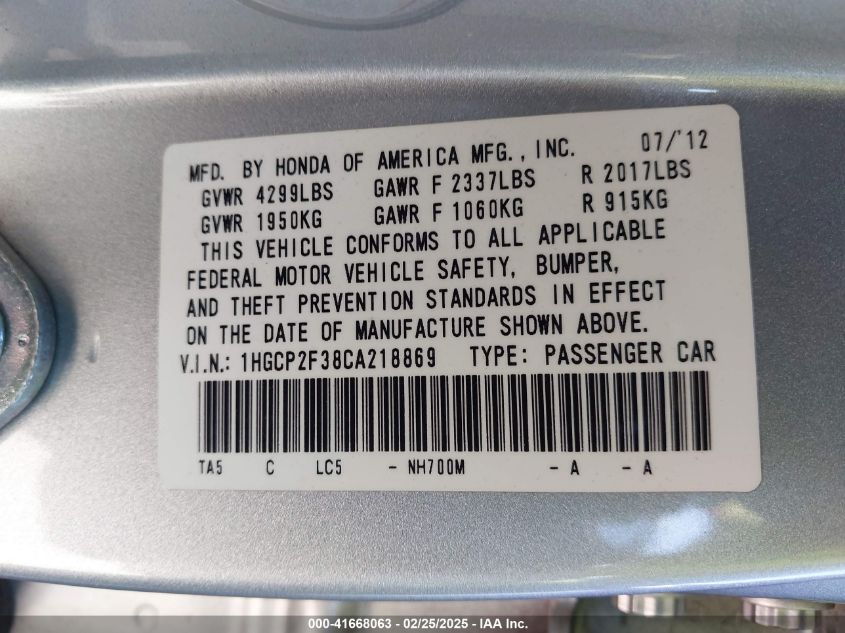 MFD. BY HONDA OF AMERICA MFG., INC. 07/'12
GVWR 4299LBS GAWR F 2337LBS R 2017LBS
GVWR 1950KG GAWR F 1060KG R 915KG
THIS VEHICLE CONFORMS TO ALL APPLICABLE
FEDERAL MOTOR VEHICLE SAFETY, BUMPER,
AND THEFT PREVENTION STANDARDS IN EFFECT
ON THE DATE OF MANUFACTURE SHOWN ABOVE.
V.I.N.: 1HGCP2F38CA218869 TYPE: PASSENGER CAR
TA5 C LC5 - NH700M - A - A
000-41668063 - 02/25/2025 - IAA Inc.